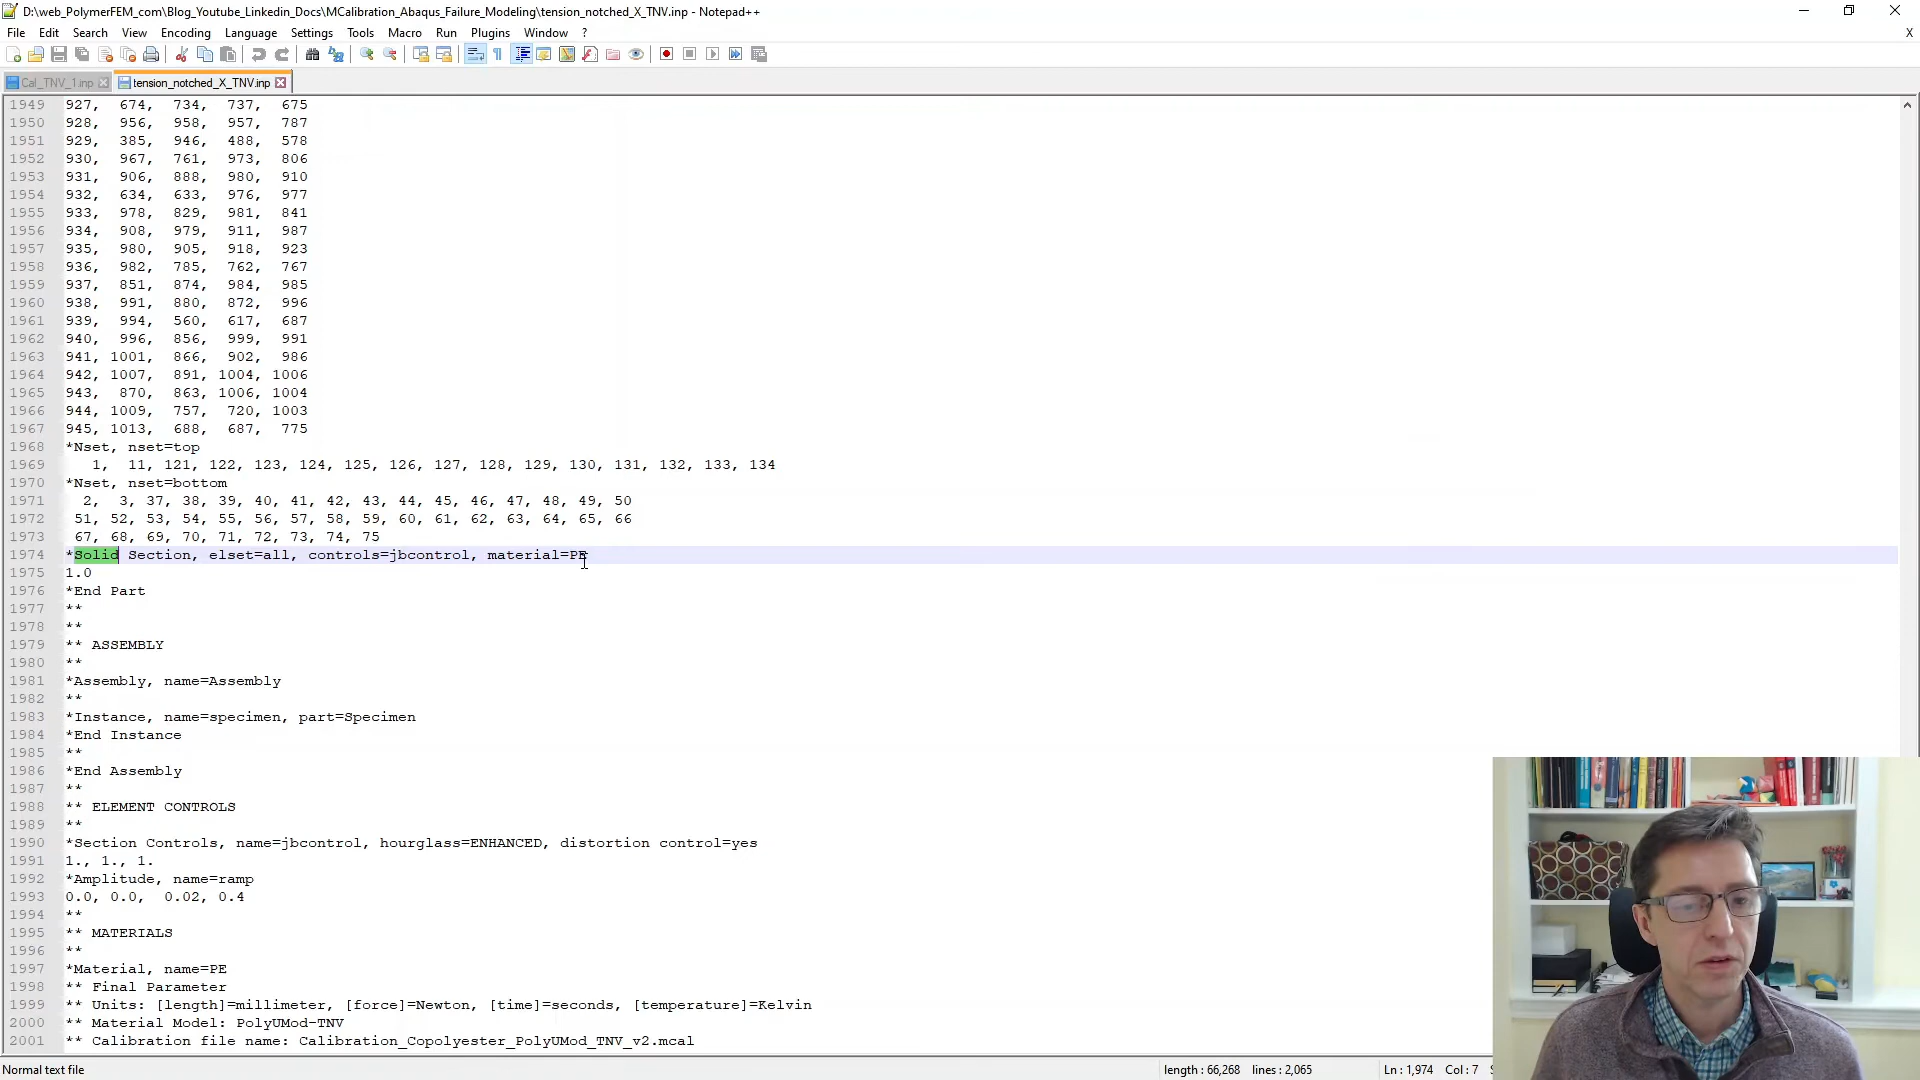 D:\web_PolymerFEM_com\Blog_Youtube_Linkedin_Docs\MCalibration_Abaqus_Failure_Modeling\tension_notched_X_TNV.inp - Notepad++
File Edit Search View Encoding Language Settings Tools Macro Run Plugins Window ? X
Cal_TNV_1.inp tension_notched_X_TNV.inp
1949 927, 674, 734, 737, 675
1950 928, 956, 958, 957, 787
1951 929, 385, 946, 488, 578
1952 930, 967, 761, 973, 806
1953 931, 906, 888, 980, 910
1954 932, 634, 633, 976, 977
1955 933, 978, 829, 981, 841
1956 934, 908, 979, 911, 987
1957 935, 980, 905, 918, 923
1958 936, 982, 785, 762, 767
1959 937, 851, 874, 984, 985
1960 938, 991, 880, 872, 996
1961 939, 994, 560, 617, 687
1962 940, 996, 856, 999, 991
1963 941, 1001, 866, 902, 986
1964 942, 1007, 891, 1004, 1006
1965 943, 870, 863, 1006, 1004
1966 944, 1009, 757, 720, 1003
1967 945, 1013, 688, 687, 775
1968 *Nset, nset=top
1969 1, 11, 121, 122, 123, 124, 125, 126, 127, 128, 129, 130, 131, 132, 133, 134
1970 *Nset, nset=bottom
1971 2, 3, 37, 38, 39, 40, 41, 42, 43, 44, 45, 46, 47, 48, 49, 50
1972 51, 52, 53, 54, 55, 56, 57, 58, 59, 60, 61, 62, 63, 64, 65, 66
1973 67, 68, 69, 70, 71, 72, 73, 74, 75
1974 *Solid Section, elset=all, controls=jbcontrol, material=PE
1975 1.0
1976 *End Part
1977 **
1978 **
1979 ** ASSEMBLY
1980 **
1981 *Assembly, name=Assembly
1982 **
1983 *Instance, name=specimen, part=Specimen
1984 *End Instance
1985 **
1986 *End Assembly
1987 **
1988 ** ELEMENT CONTROLS
1989 **
1990 *Section Controls, name=jbcontrol, hourglass=ENHANCED, distortion control=yes
1991 1., 1., 1.
1992 *Amplitude, name=ramp
1993 0.0, 0.0, 0.02, 0.4
1994 **
1995 ** MATERIALS
1996 **
1997 *Material, name=PE
1998 ** Final Parameter
1999 ** Units: [length]=millimeter, [force]=Newton, [time]=seconds, [temperature]=Kelvin
2000 ** Material Model: PolyUMod-TNV
2001 ** Calibration file name: Calibration_Copolyester_PolyUMod_TNV_v2.mcal
Normal text file length : 66,268 lines : 2,065 Ln : 1,974 Col : 7